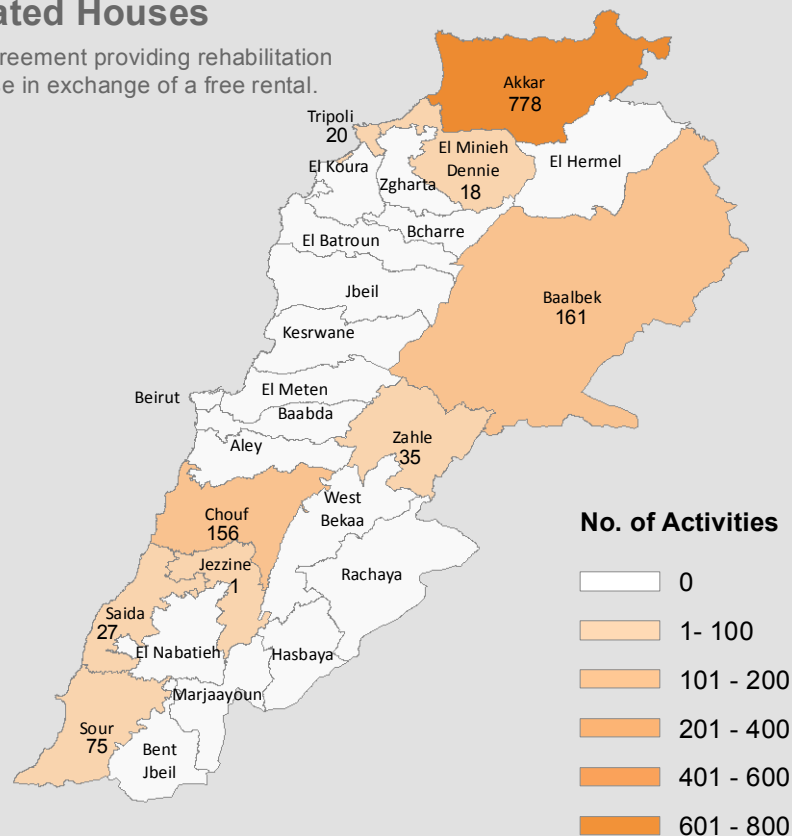 ated Houses
reement providing rehabilitation
e in exchange of a free rental.
Akkar
778
Tripoli
20
El Minieh
Dennie
18
El Hermel
El Koura
Zgharta
Bcharre
El Batroun
Jbeil
Baalbek
161
Kesrwane
El Meten
Beirut
Baabda
Zahle
35
Aley
West
Bekaa
Chouf
156
Jezzine
1
Rachaya
Saida
27
El Nabatieh
Hasbaya
Marjaayoun
Sour
75
Bent
Jbeil
No. of Activities
0
1- 100
101 - 200
201 - 400
401 - 600
601 - 800